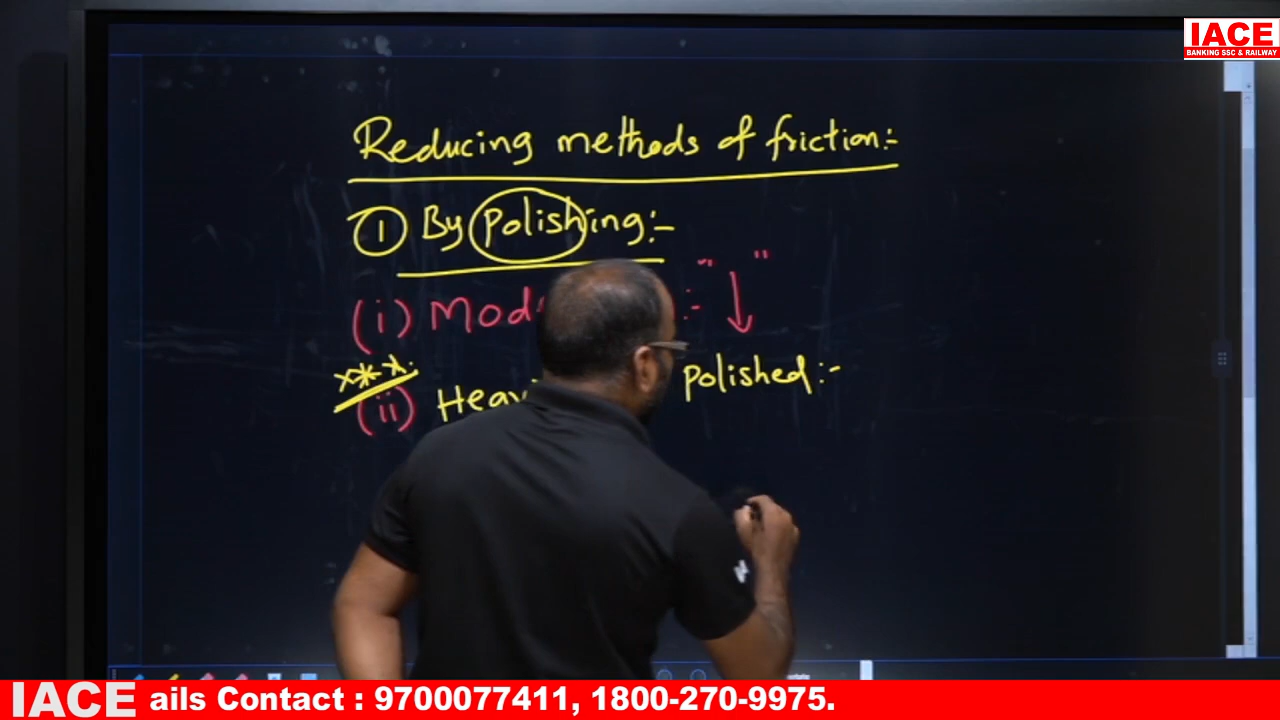 IACE
BANKING SSC & RAILWAY
Reducing methods of friction:-
① By Polishing:-
(i) Mod :- " "
(ii) Heav Polished:-
IACE ails Contact : 9700077411, 1800-270-9975.